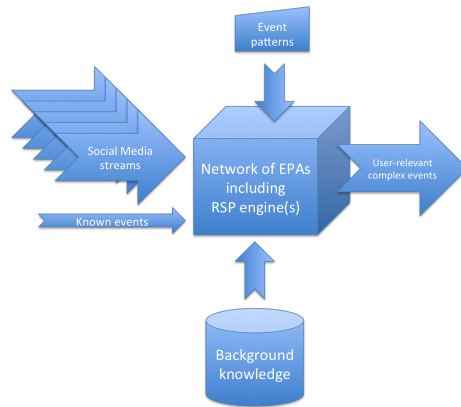 Event
patterns
Social Media
streams
Network of EPAs
including
RSP engine(s)
User-relevant
complex events
Known events
Background
knowledge